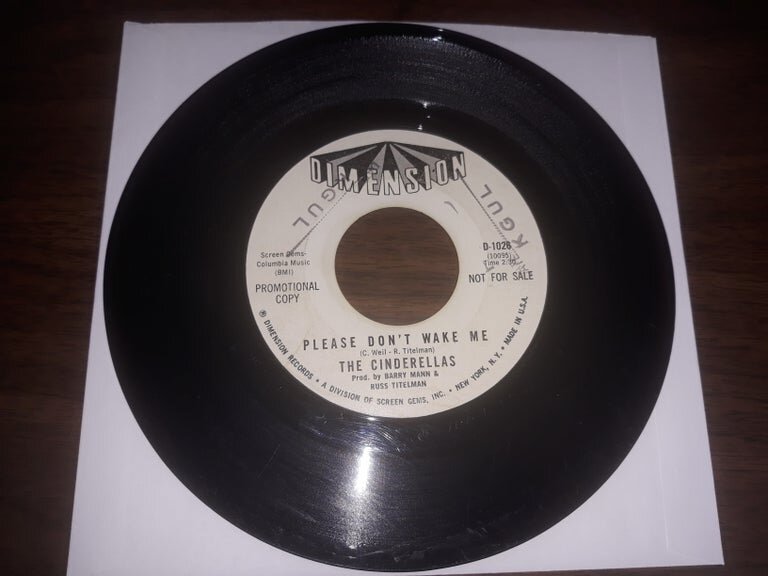 DIMENSION
KGUL
KGUL
Screen Gems-
Columbia Music
(BMI)
PROMOTIONAL
COPY
D-1026
(10095)
Time 2:30
NOT FOR SALE
PLEASE DON'T WAKE ME
(C. Weil - R. Titelman)
THE CINDERELLAS
Prod. by BARRY MANN &
RUSS TITELMAN
℗ DIMENSION RECORDS • A DIVISION OF SCREEN GEMS, INC. • NEW YORK, N.Y. • MADE IN U.S.A.